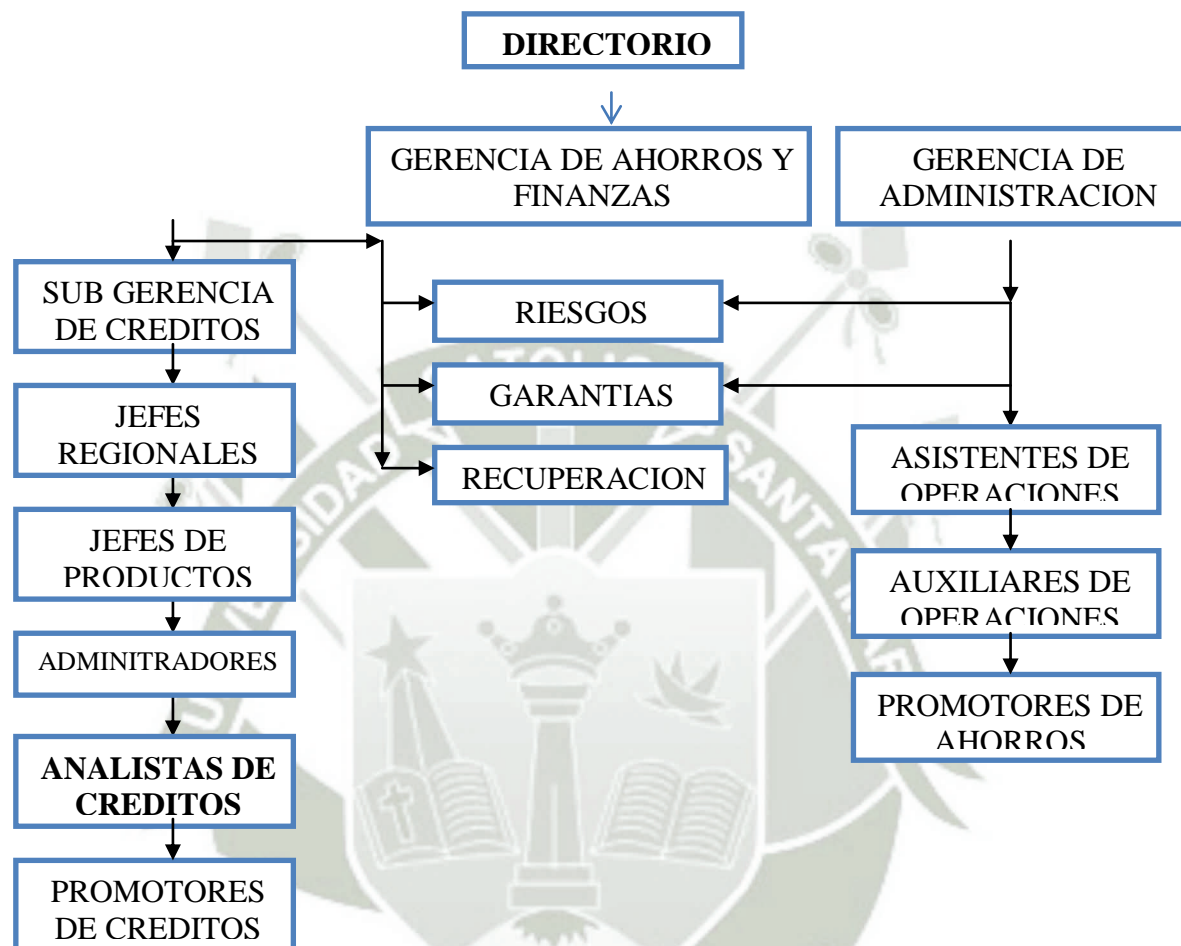 DIRECTORIO
GERENCIA DE AHORROS Y
FINANZAS
GERENCIA DE
ADMINISTRACION
SUB GERENCIA
DE CREDITOS
RIESGOS
GARANTIAS
RECUPERACION
JEFES
REGIONALES
JEFES DE
PRODUCTOS
ADMINITRADORES
ANALISTAS DE
CREDITOS
PROMOTORES
DE CREDITOS
ASISTENTES DE
OPERACIONES
AUXILIARES DE
OPERACIONES
PROMOTORES DE
AHORROS
SANTA